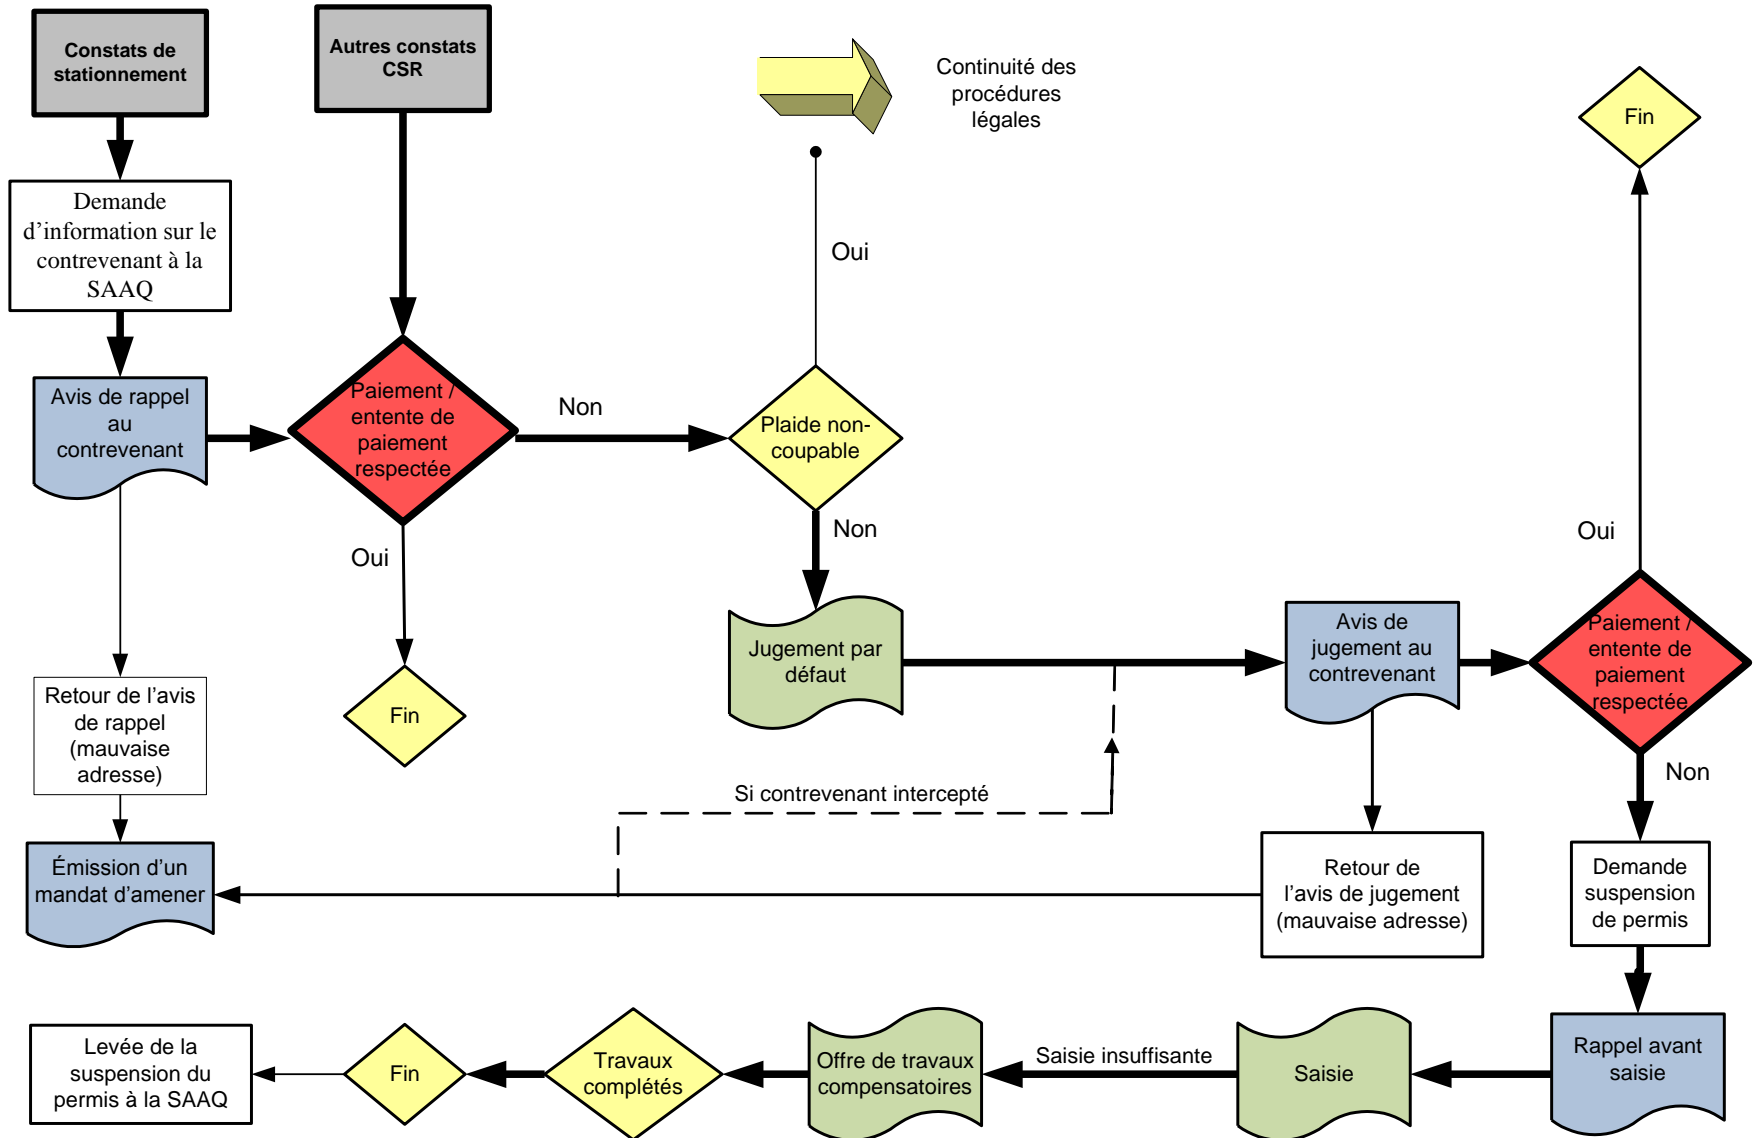 Constats de
stationnement
Autres constats
CSR
Continuité des
procédures
légales
Fin
Demande
d’information sur le
contrevenant à la
SAAQ
Oui
Avis de rappel
au
contrevenant
Paiement /
entente de
paiement
respectée
Non
Plaide non-
coupable
Oui
Non
Oui
Jugement par
défaut
Avis de
jugement au
contrevenant
Paiement /
entente de
paiement
respectée
Retour de l’avis
de rappel
(mauvaise
adresse)
Fin
Non
Si contrevenant intercepté
Émission d’un
mandat d’amener
Retour de
l’avis de jugement
(mauvaise adresse)
Demande
suspension
de permis
Levée de la
suspension du
permis à la SAAQ
Fin
Travaux
complétés
Offre de travaux
compensatoires
Saisie insuffisante
Saisie
Rappel avant
saisie